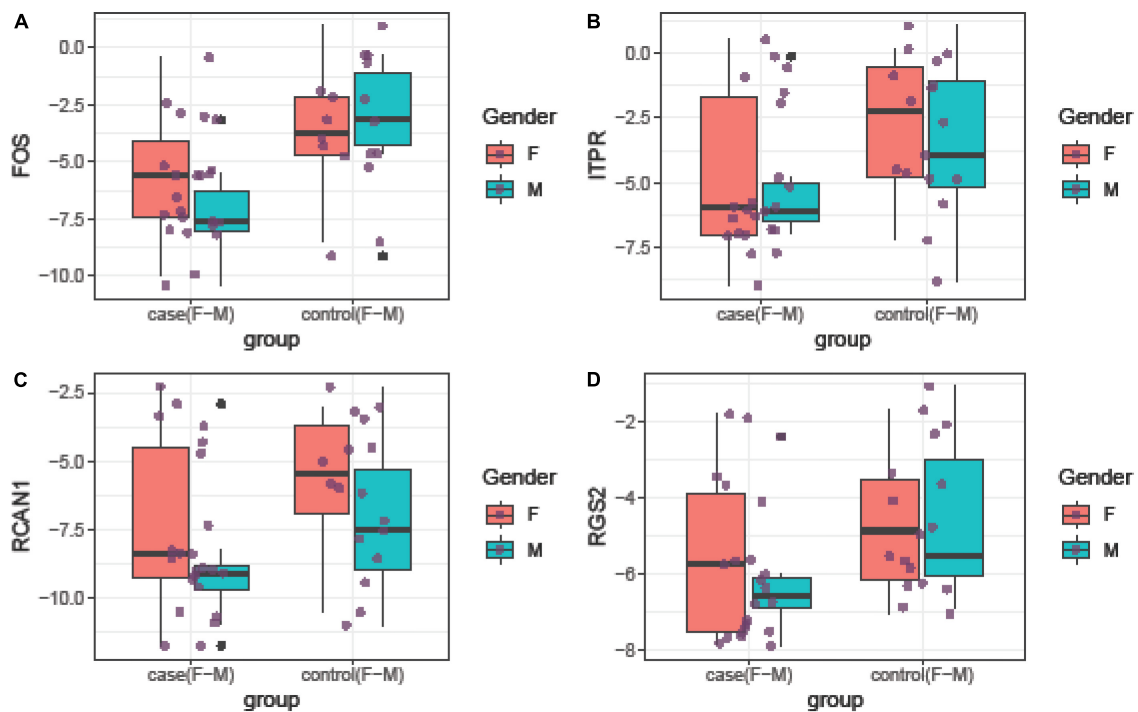 A
FOS
0.0
−2.5
−5.0
−7.5
−10.0
case(F−M)
control(F−M)
group
Gender
F
M
B
ITPR
0.0
−2.5
−5.0
−7.5
case(F−M)
control(F−M)
group
Gender
F
M
C
RCAN1
−2.5
−5.0
−7.5
−10.0
case(F−M)
control(F−M)
group
Gender
F
M
D
RGS2
−2
−4
−6
−8
case(F−M)
control(F−M)
group
Gender
F
M